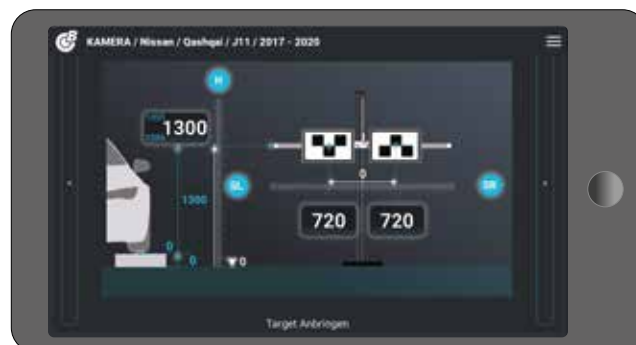 KAMERA / Nissan / Qashqai / J11 / 2017 - 2020
H
1300
0
SL
SR
1300
720
720
0
0
0
Target Anbringen